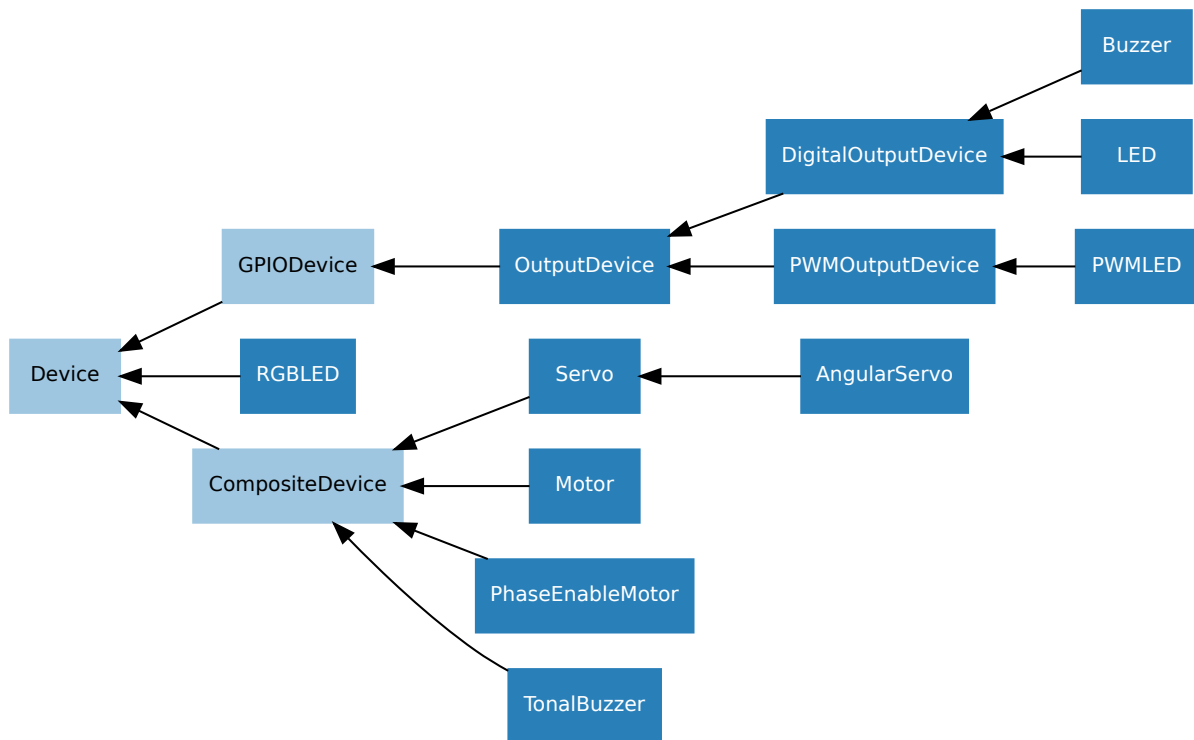 Buzzer
DigitalOutputDevice
LED
GPIODevice
OutputDevice
PWMOutputDevice
PWMLED
Device
RGBLED
Servo
AngularServo
CompositeDevice
Motor
PhaseEnableMotor
TonalBuzzer